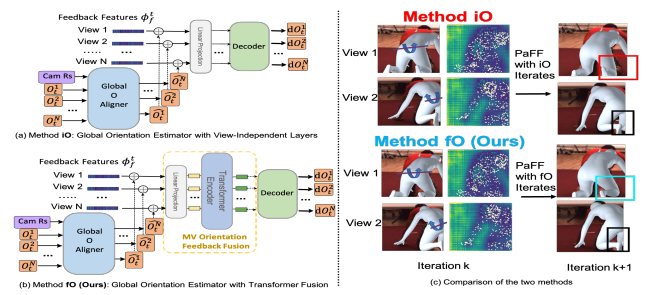 Feedback Features ϕ_f^t
View 1
View 2
...
View N
Cam Rs
O_t^1
O_t^2
...
O_t^N
Global
O
Aligner
Ô_t^N
...
Ô_t^2
Ô_t^1
Linear Projection
Decoder
dO_t^1
dO_t^2
...
dO_t^N
(a) Method iO: Global Orientation Estimator with View-Independent Layers
Feedback Features ϕ_f^t
View 1
View 2
...
View N
Cam Rs
O_t^1
O_t^2
...
O_t^N
Global
O
Aligner
Ô_t^N
...
Ô_t^2
Ô_t^1
Linear Projection
Transformer
Encoder
MV Orientation
Feedback Fusion
Decoder
dO_t^1
dO_t^2
...
dO_t^N
(b) Method fO (Ours): Global Orientation Estimator with Transformer Fusion
Method iO
View 1
View 2
PaFF
with iO
Iterates
Method fO (Ours)
View 1
View 2
PaFF
with fO
Iterates
Iteration k
Iteration k+1
(c) Comparison of the two methods